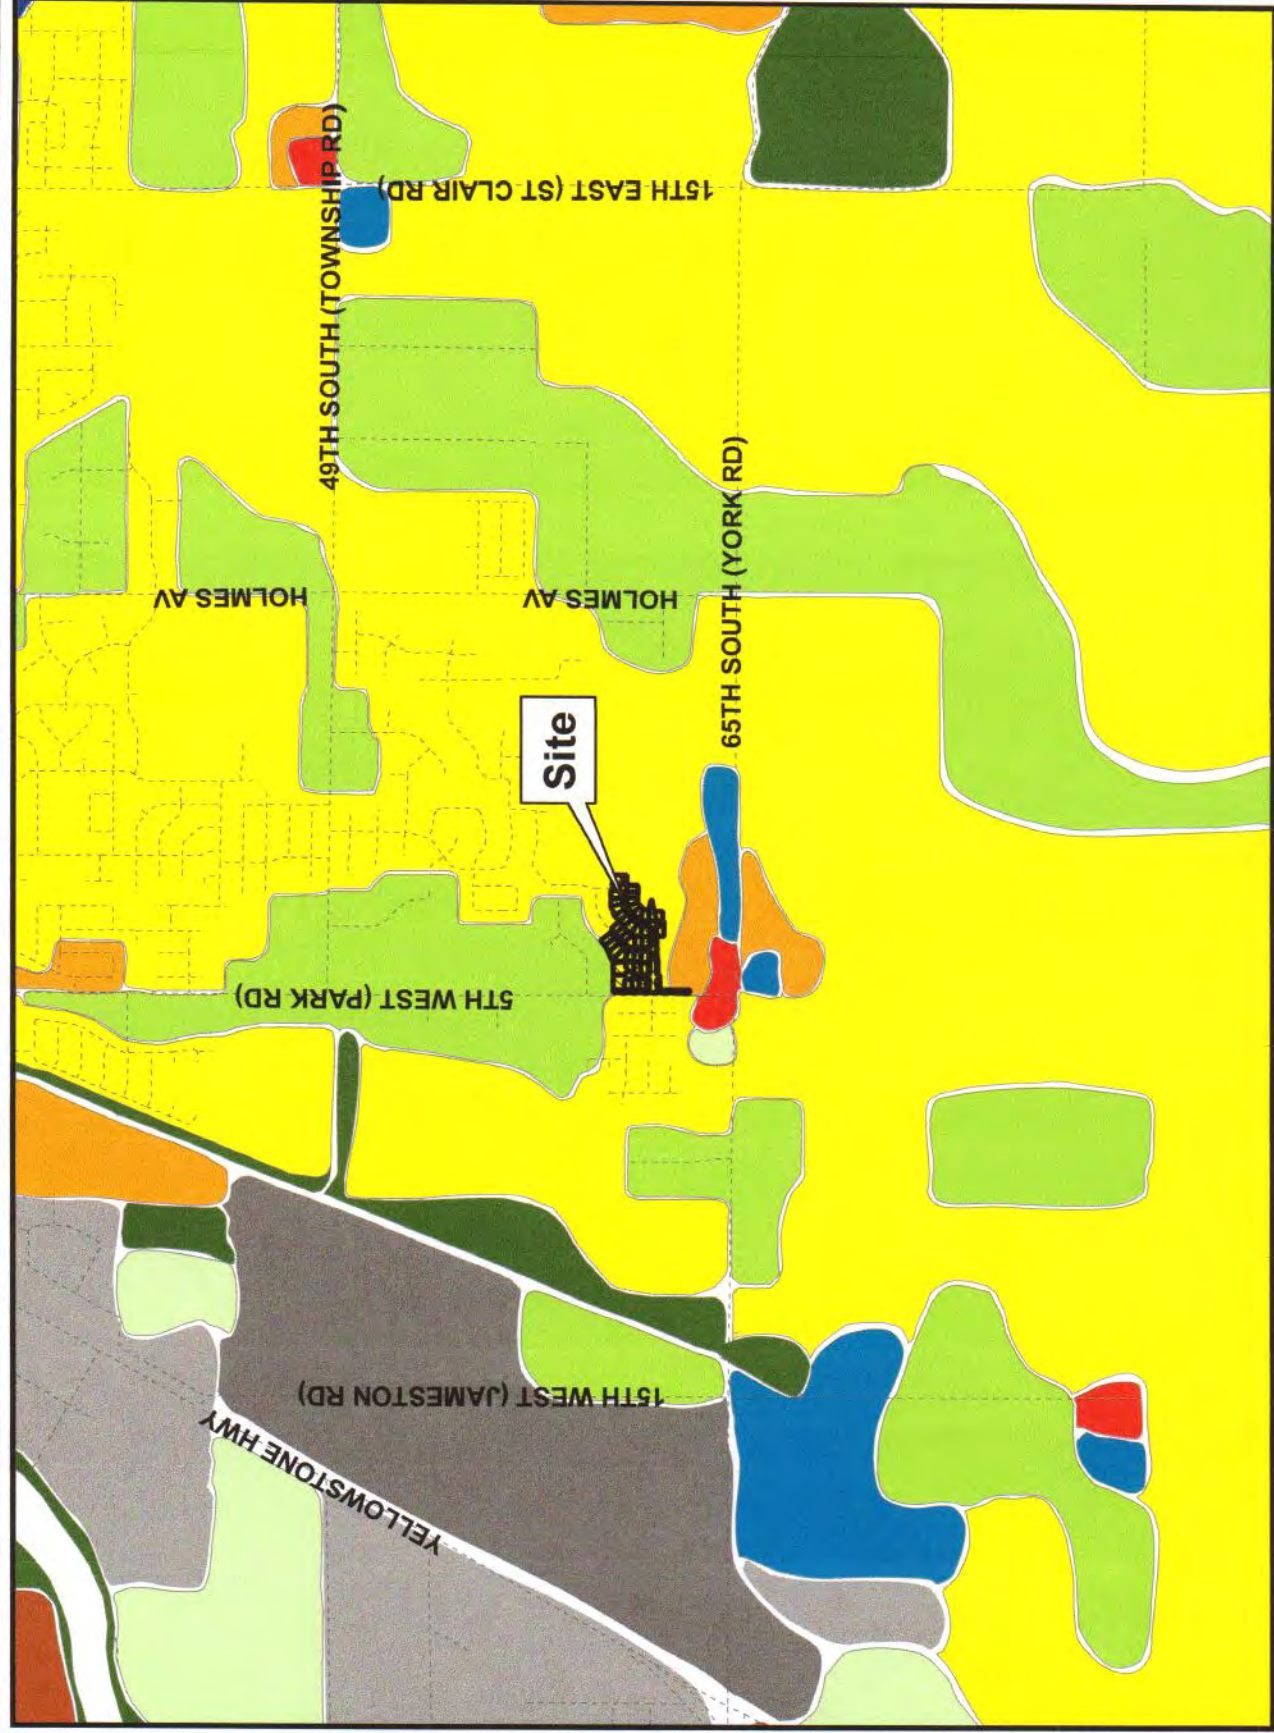 49TH SOUTH (TOWNSHIP RD)
15TH EAST (ST CLAIR RD)
HOLMES AV
HOLMES AV
65TH SOUTH (YORK RD)
Site
5TH WEST (PARK RD)
15TH WEST (JAMESTON RD)
YELLOWSTONE HWY